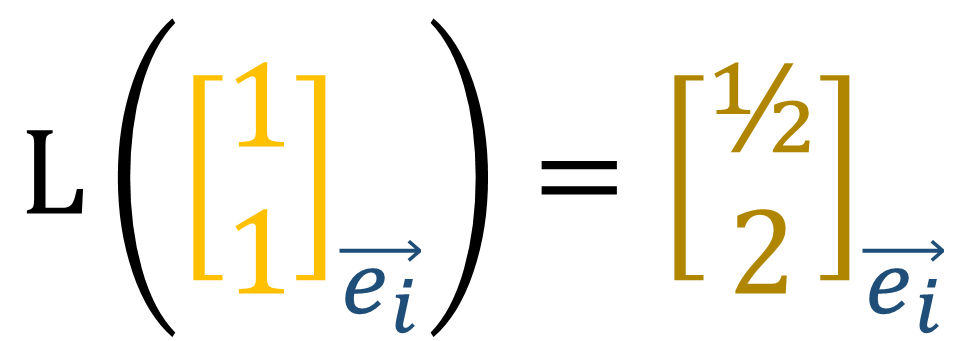 L([1 1]e⃗ᵢ) = [½ 2]e⃗ᵢ